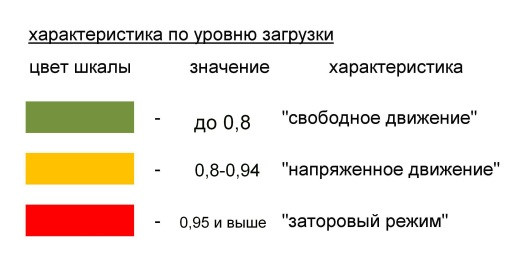 характеристика по уровню загрузки
цвет шкалы значение характеристика
- до 0,8 "свободное движение"
- 0,8-0,94 "напряженное движение"
- 0,95 и выше "заторовый режим"